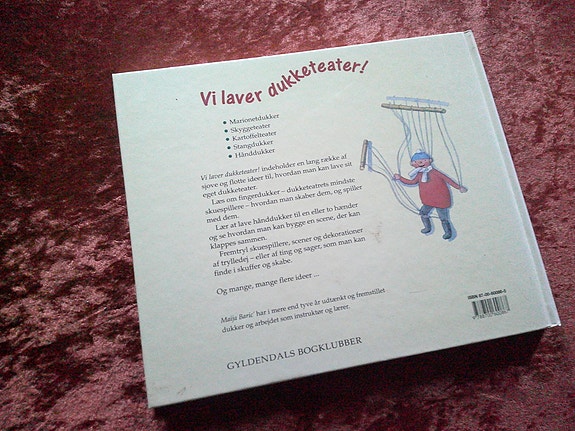 Vi laver dukketeater!
• Marionetdukker
• Skyggeteater
• Kartoffelteater
• Stangdukker
• Hånddukker
Vi laver dukketeater! indeholder en lang række af
sjove og flotte ideer til, hvordan man kan lave sit
eget dukketeater.
Læs om fingerdukker – dukketeatrets mindste
skuespillere – hvordan man skaber dem, og spiller
med dem.
Lær at lave hånddukker til en eller to hænder
og se hvordan man kan bygge en scene, der kan
klappes sammen.
Fremtryl skuespillere, scener og dekorationer
af trylledej – eller af ting og sager, som man kan
finde i skuffer og skabe.
Og mange, mange flere ideer ...
Maija Baric' har i mere end tyve år udtænkt og fremstillet
dukker og arbejdet som instruktør og lærer.
GYLDENDALS BOGKLUBBER